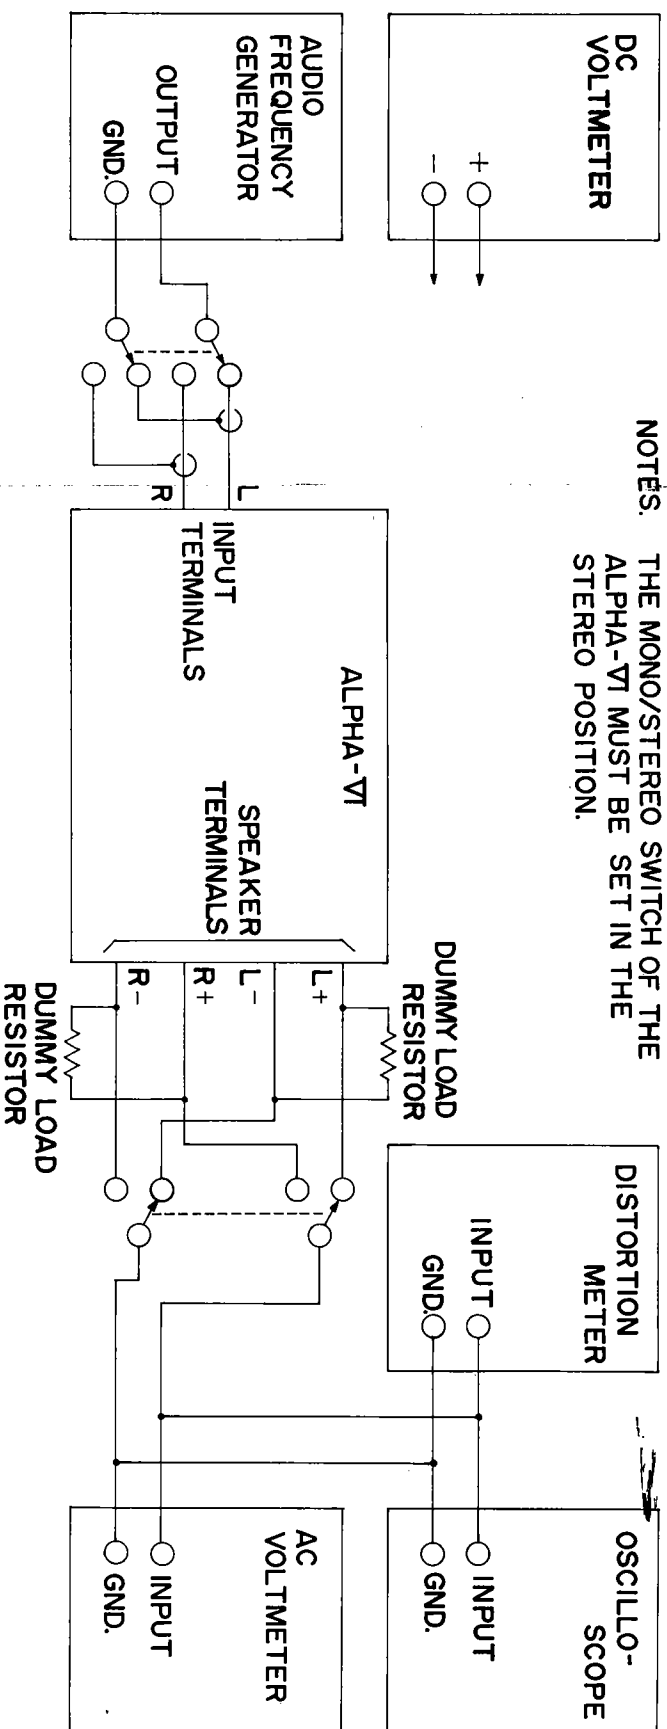 DC
VOLTMETER
+
-
NOTES. THE MONO/STEREO SWITCH OF THE
ALPHA-VI MUST BE SET IN THE
STEREO POSITION.
AUDIO
FREQUENCY
GENERATOR
OUTPUT
GND.
L
R
INPUT
TERMINALS
ALPHA-VI
SPEAKER
TERMINALS
L+
L-
R+
R-
DUMMY LOAD
RESISTOR
DUMMY LOAD
RESISTOR
DISTORTION
METER
INPUT
GND.
OSCILLO-
SCOPE
INPUT
GND.
AC
VOLTMETER
INPUT
GND.